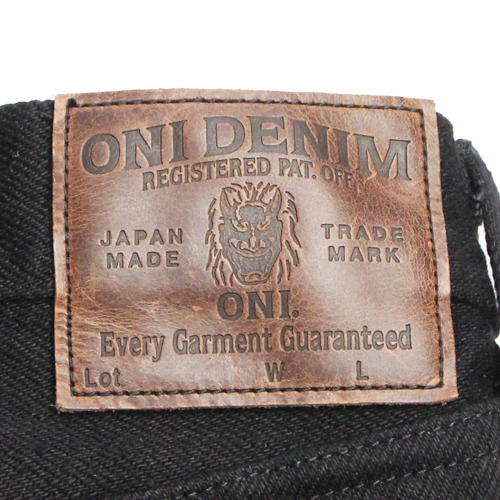 ONI DENIM
REGISTERED PAT. OFF.
JAPAN MADE
TRADE MARK
ONI.
Every Garment Guaranteed
Lot W L